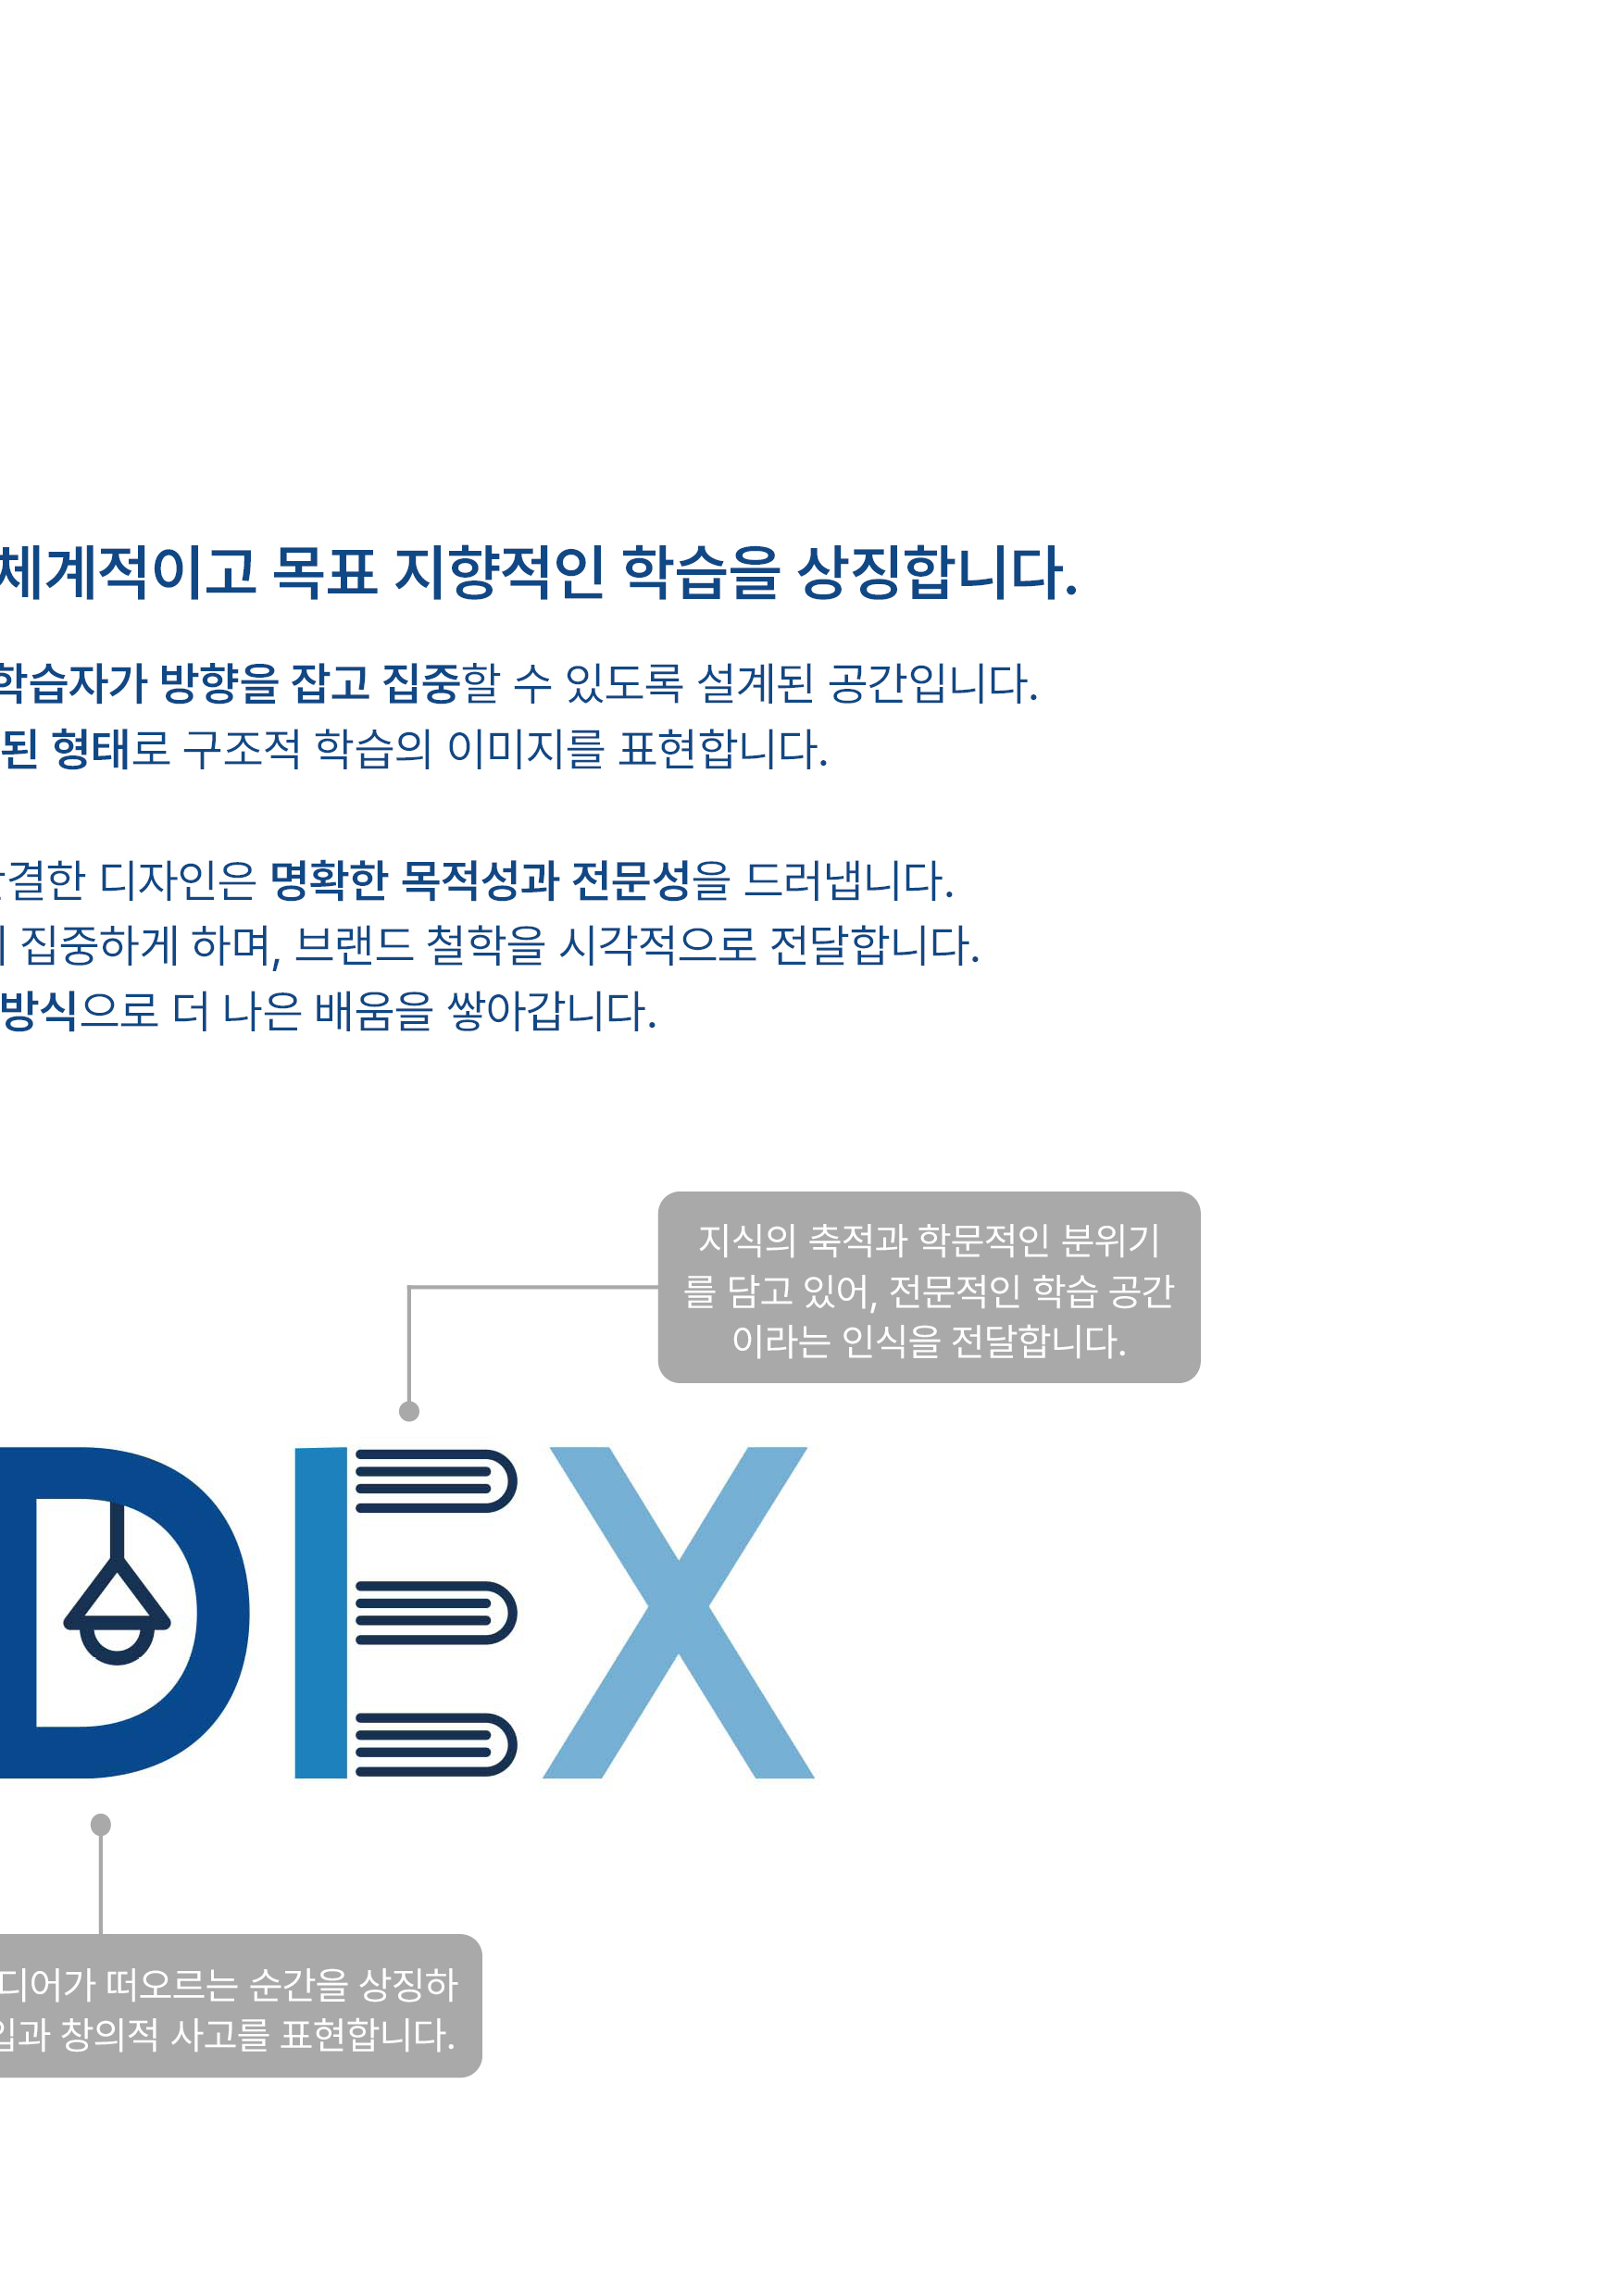 체계적이고 목표 지향적인 학습을 상징합니다.
학습자가 방향을 잡고 집중할 수 있도록 설계된 공간입니다.
된 형태로 구조적 학습의 이미지를 표현합니다.
결한 디자인은 명확한 목적성과 전문성을 드러냅니다.
집중하게 하며, 브랜드 철학을 시각적으로 전달합니다.
방식으로 더 나은 배움을 쌓아갑니다.
지식의 축적과 학문적인 분위기
를 담고 있어, 전문적인 학습 공간
이라는 인식을 전달합니다.
DIEX
디어가 떠오르는 순간을 상징하
과 창의적 사고를 표현합니다.